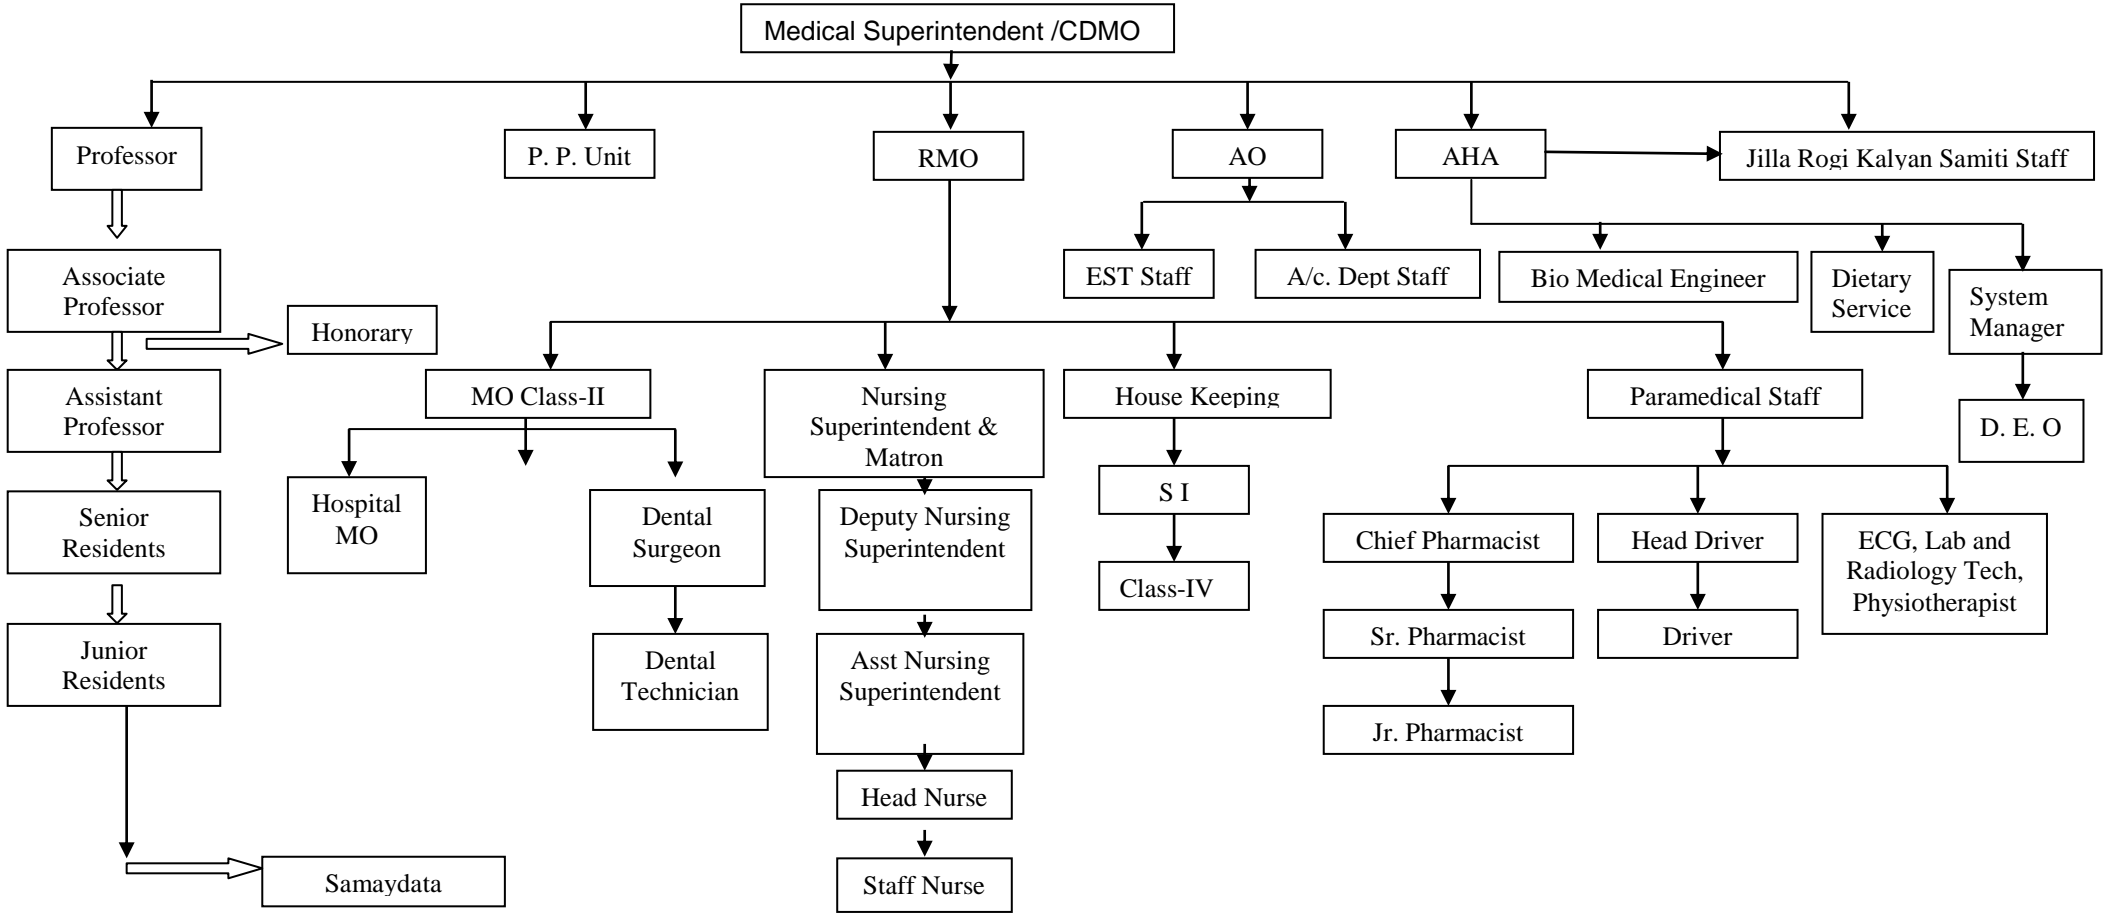 Medical Superintendent /CDMO
Professor
P. P. Unit
RMO
AO
AHA
Jilla Rogi Kalyan Samiti Staff
Associate
Professor
Honorary
EST Staff
A/c. Dept Staff
Bio Medical Engineer
Dietary
Service
System
Manager
Assistant
Professor
MO Class-II
Nursing
Superintendent &
Matron
House Keeping
Paramedical Staff
D. E. O
Senior
Residents
Hospital
MO
Dental
Surgeon
Deputy Nursing
Superintendent
S I
Chief Pharmacist
Head Driver
ECG, Lab and
Radiology Tech,
Physiotherapist
Class-IV
Junior
Residents
Dental
Technician
Asst Nursing
Superintendent
Sr. Pharmacist
Driver
Jr. Pharmacist
Head Nurse
Samaydata
Staff Nurse